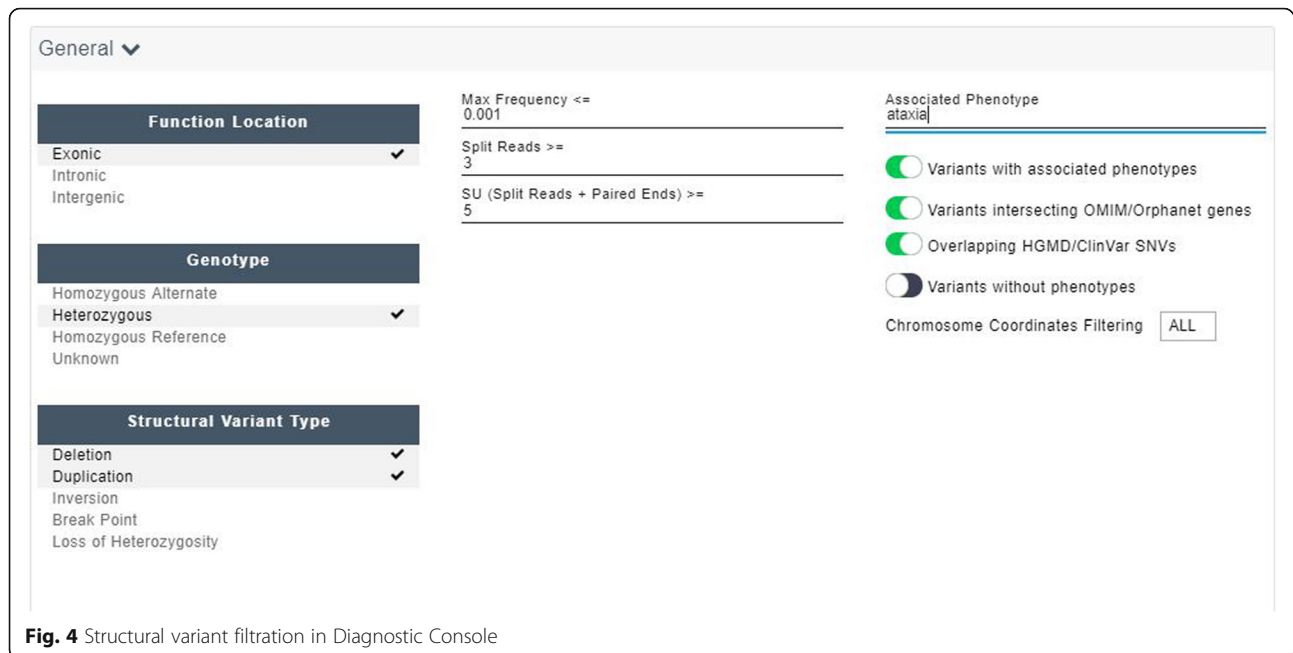 General
Function Location
Exonic
Intronic
Intergenic
Genotype
Homozygous Alternate
Heterozygous
Homozygous Reference
Unknown
Structural Variant Type
Deletion
Duplication
Inversion
Break Point
Loss of Heterozygosity
Max Frequency <=
0.001
Split Reads >=
3
SU (Split Reads + Paired Ends) >=
5
Associated Phenotype
ataxia
Variants with associated phenotypes
Variants intersecting OMIM/Orphanet genes
Overlapping HGMD/ClinVar SNVs
Variants without phenotypes
Chromosome Coordinates Filtering ALL
Fig. 4 Structural variant filtration in Diagnostic Console